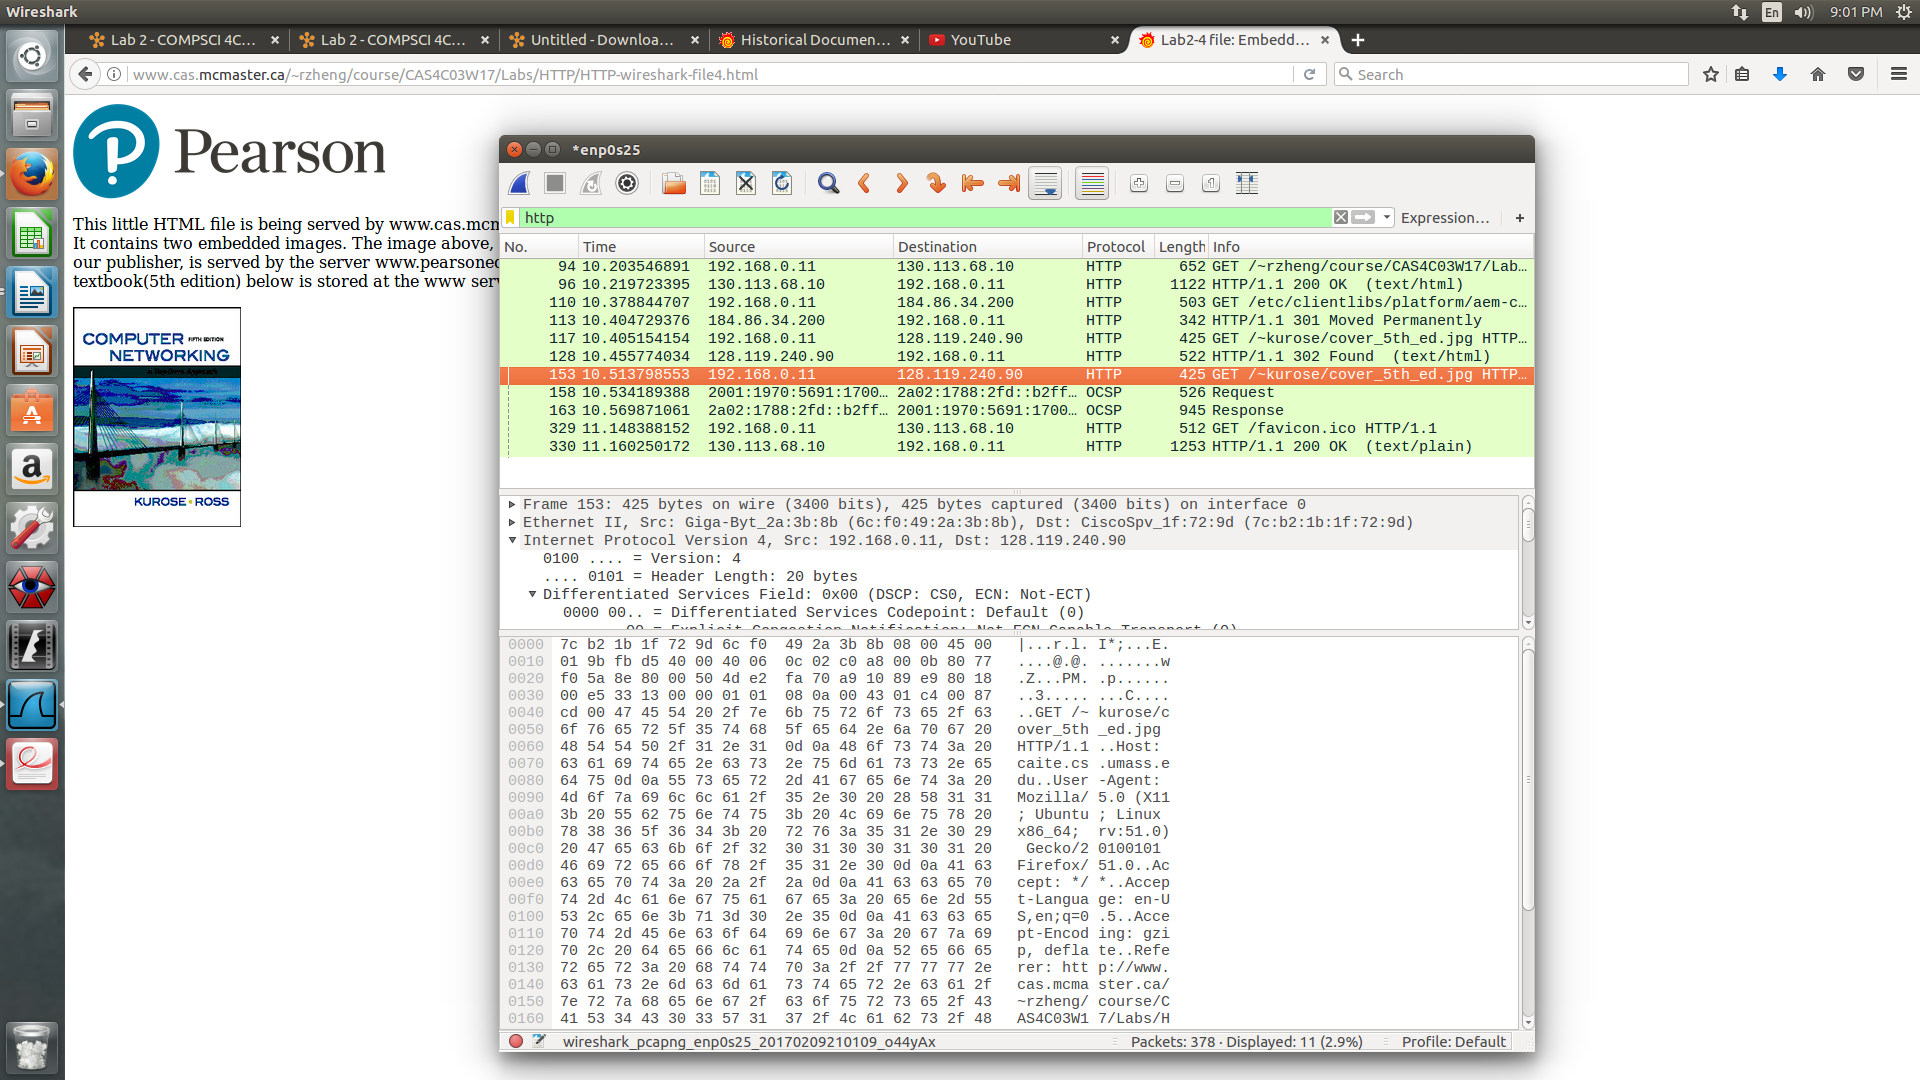 Wireshark
En
9:01 PM
Lab 2 - COMPSCI 4C...
Lab 2 - COMPSCI 4C...
Untitled - Downloa...
Historical Documen...
YouTube
Lab2-4 file: Embedd...
www.cas.mcmaster.ca/~rzheng/course/CAS4C03W17/Labs/HTTP/HTTP-wireshark-file4.html
Search
Pearson
This little HTML file is being served by www.cas.mcm
It contains two embedded images. The image above,
our publisher, is served by the server www.pearsoned
textbook(5th edition) below is stored at the www serv
COMPUTER FIFTH EDITION
NETWORKING
KUROSE • ROSS
*enp0s25
http
Expression...
No. Time Source Destination Protocol Length Info
94 10.203546891 192.168.0.11 130.113.68.10 HTTP 652 GET /~rzheng/course/CAS4C03W17/Lab...
96 10.219723395 130.113.68.10 192.168.0.11 HTTP 1122 HTTP/1.1 200 OK (text/html)
110 10.378844707 192.168.0.11 184.86.34.200 HTTP 503 GET /etc/clientlibs/platform/aem-c...
113 10.404729376 184.86.34.200 192.168.0.11 HTTP 342 HTTP/1.1 301 Moved Permanently
117 10.405154154 192.168.0.11 128.119.240.90 HTTP 425 GET /~kurose/cover_5th_ed.jpg HTTP...
128 10.455774034 128.119.240.90 192.168.0.11 HTTP 522 HTTP/1.1 302 Found (text/html)
153 10.513798553 192.168.0.11 128.119.240.90 HTTP 425 GET /~kurose/cover_5th_ed.jpg HTTP...
158 10.534189388 2001:1970:5691:1700... 2a02:1788:2fd::b2ff... OCSP 526 Request
163 10.569871061 2a02:1788:2fd::b2ff... 2001:1970:5691:1700... OCSP 945 Response
329 11.148388152 192.168.0.11 130.113.68.10 HTTP 512 GET /favicon.ico HTTP/1.1
330 11.160250172 130.113.68.10 192.168.0.11 HTTP 1253 HTTP/1.1 200 OK (text/plain)
Frame 153: 425 bytes on wire (3400 bits), 425 bytes captured (3400 bits) on interface 0
Ethernet II, Src: Giga-Byt_2a:3b:8b (6c:f0:49:2a:3b:8b), Dst: CiscoSpv_1f:72:9d (7c:b2:1b:1f:72:9d)
Internet Protocol Version 4, Src: 192.168.0.11, Dst: 128.119.240.90
0100 .... = Version: 4
.... 0101 = Header Length: 20 bytes
Differentiated Services Field: 0x00 (DSCP: CS0, ECN: Not-ECT)
0000 00.. = Differentiated Services Codepoint: Default (0)
.... ..00 = Explicit Congestion Notification: Not ECN-Capable Transport (0)
0000 7c b2 1b 1f 72 9d 6c f0 49 2a 3b 8b 08 00 45 00 |...r.l. I*;...E.
0010 01 9b fb d5 40 00 40 06 0c 02 c0 a8 00 0b 80 77 ....@.@. .......w
0020 f0 5a 8e 80 00 50 4d e2 fa 70 a9 10 89 e9 80 18 .Z...PM. .p......
0030 00 e5 33 13 00 00 01 01 08 0a 00 43 01 c4 00 87 ..3..... ...C....
0040 cd 00 47 45 54 20 2f 7e 6b 75 72 6f 73 65 2f 63 ..GET /~ kurose/c
0050 6f 76 65 72 5f 35 74 68 5f 65 64 2e 6a 70 67 20 over_5th _ed.jpg
0060 48 54 54 50 2f 31 2e 31 0d 0a 48 6f 73 74 3a 20 HTTP/1.1 ..Host:
0070 63 61 69 74 65 2e 63 73 2e 75 6d 61 73 73 2e 65 caite.cs .umass.e
0080 64 75 0d 0a 55 73 65 72 2d 41 67 65 6e 74 3a 20 du..User -Agent:
0090 4d 6f 7a 69 6c 6c 61 2f 35 2e 30 20 28 58 31 31 Mozilla/ 5.0 (X11
00a0 3b 20 55 62 75 6e 74 75 3b 20 4c 69 6e 75 78 20 ; Ubuntu ; Linux
00b0 78 38 36 5f 36 34 3b 20 72 76 3a 35 31 2e 30 29 x86_64; rv:51.0)
00c0 20 47 65 63 6b 6f 2f 32 30 31 30 30 31 30 31 20 Gecko/2 0100101
00d0 46 69 72 65 66 6f 78 2f 35 31 2e 30 0d 0a 41 63 Firefox/ 51.0..Ac
00e0 63 65 70 74 3a 20 2a 2f 2a 0d 0a 41 63 63 65 70 cept: */ *..Accep
00f0 74 2d 4c 61 6e 67 75 61 67 65 3a 20 65 6e 2d 55 t-Langua ge: en-U
0100 53 2c 65 6e 3b 71 3d 30 2e 35 0d 0a 41 63 63 65 S,en;q=0 .5..Acce
0110 70 74 2d 45 6e 63 6f 64 69 6e 67 3a 20 67 7a 69 pt-Encod ing: gzi
0120 70 2c 20 64 65 66 6c 61 74 65 0d 0a 52 65 66 65 p, defla te..Refe
0130 72 65 72 3a 20 68 74 74 70 3a 2f 2f 77 77 77 2e rer: htt p://www.
0140 63 61 73 2e 6d 63 6d 61 73 74 65 72 2e 63 61 2f cas.mcma ster.ca/
0150 7e 72 7a 68 65 6e 67 2f 63 6f 75 72 73 65 2f 43 ~rzheng/ course/C
0160 41 53 34 43 30 33 57 31 37 2f 4c 61 62 73 2f 48 AS4C03W1 7/Labs/H
wireshark_pcapng_enp0s25_20170209210109_o44yAx
Packets: 378 · Displayed: 11 (2.9%)
Profile: Default